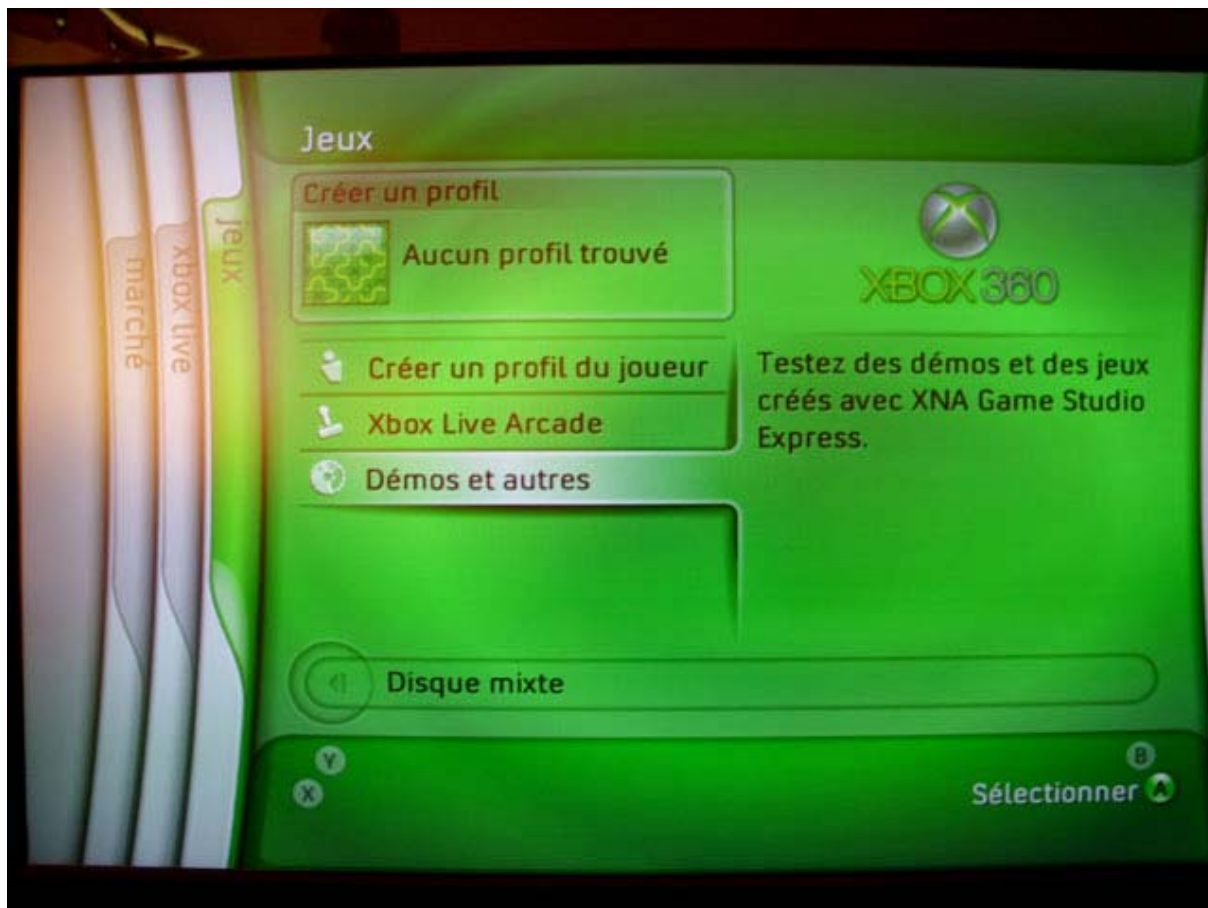 Jeux
marché
xbox live
jeux
Créer un profil
Aucun profil trouvé
Créer un profil du joueur
Xbox Live Arcade
Démos et autres
XBOX 360
Testez des démos et des jeux
créés avec XNA Game Studio
Express.
Disque mixte
Y
X
B
Sélectionner A